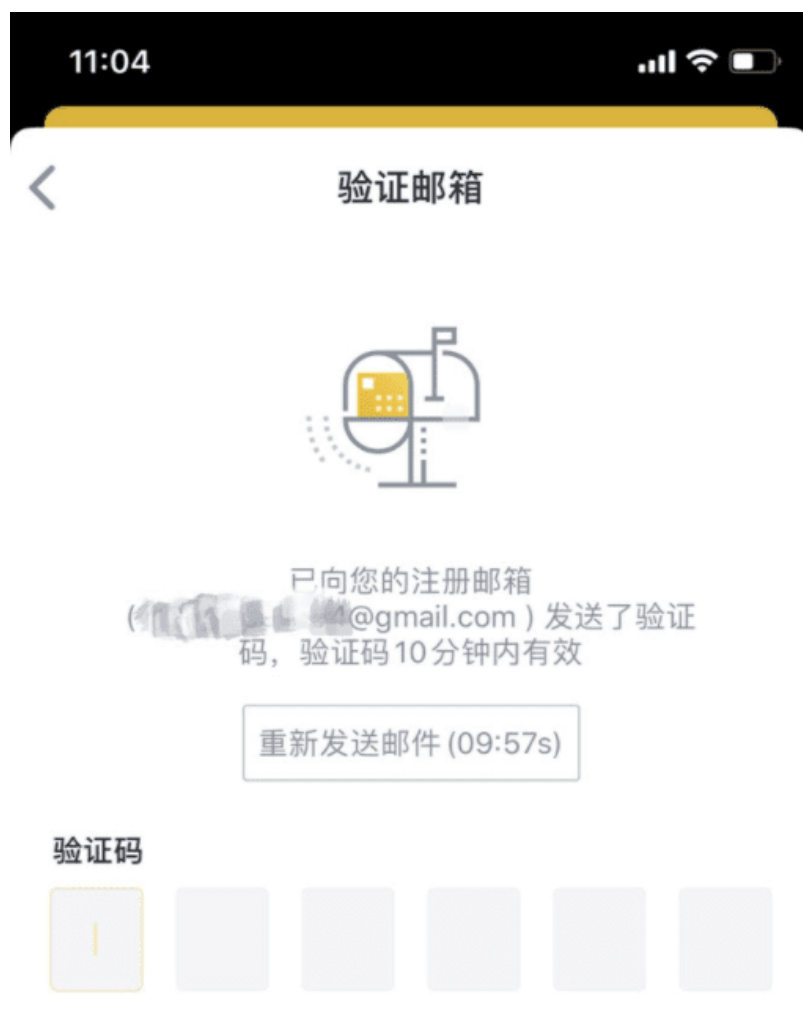 11:04
验证邮箱
已向您的注册邮箱
(4@gmail.com ) 发送了验证
码，验证码10分钟内有效
重新发送邮件 (09:57s)
验证码